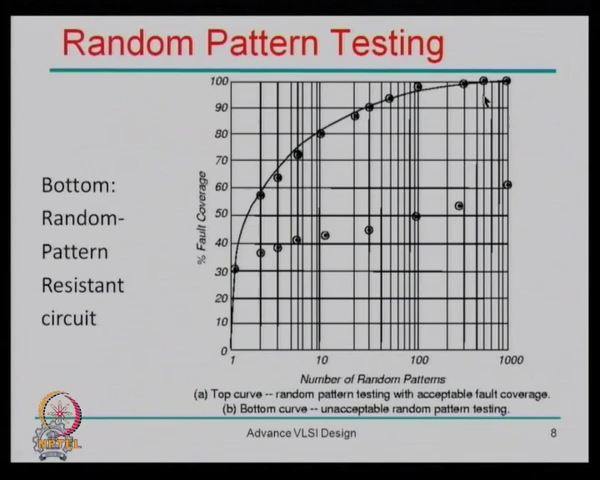 Random Pattern Testing
Bottom:
Random-
Pattern
Resistant
circuit
% Fault Coverage
100
90
80
70
60
50
40
30
20
10
0
1
10
100
1000
Number of Random Patterns
(a) Top curve -- random pattern testing with acceptable fault coverage.
(b) Bottom curve -- unacceptable random pattern testing.
NPTEL
Advance VLSI Design
8